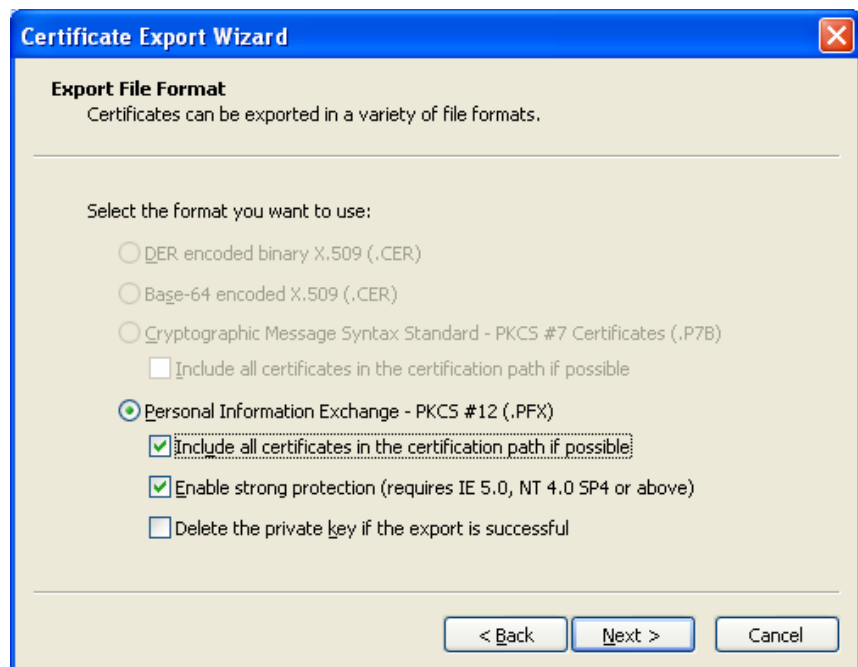 Certificate Export Wizard
Export File Format
Certificates can be exported in a variety of file formats.
Select the format you want to use:
DER encoded binary X.509 (.CER)
Base-64 encoded X.509 (.CER)
Cryptographic Message Syntax Standard - PKCS #7 Certificates (.P7B)
Include all certificates in the certification path if possible
Personal Information Exchange - PKCS #12 (.PFX)
Include all certificates in the certification path if possible
Enable strong protection (requires IE 5.0, NT 4.0 SP4 or above)
Delete the private key if the export is successful
< Back Next > Cancel